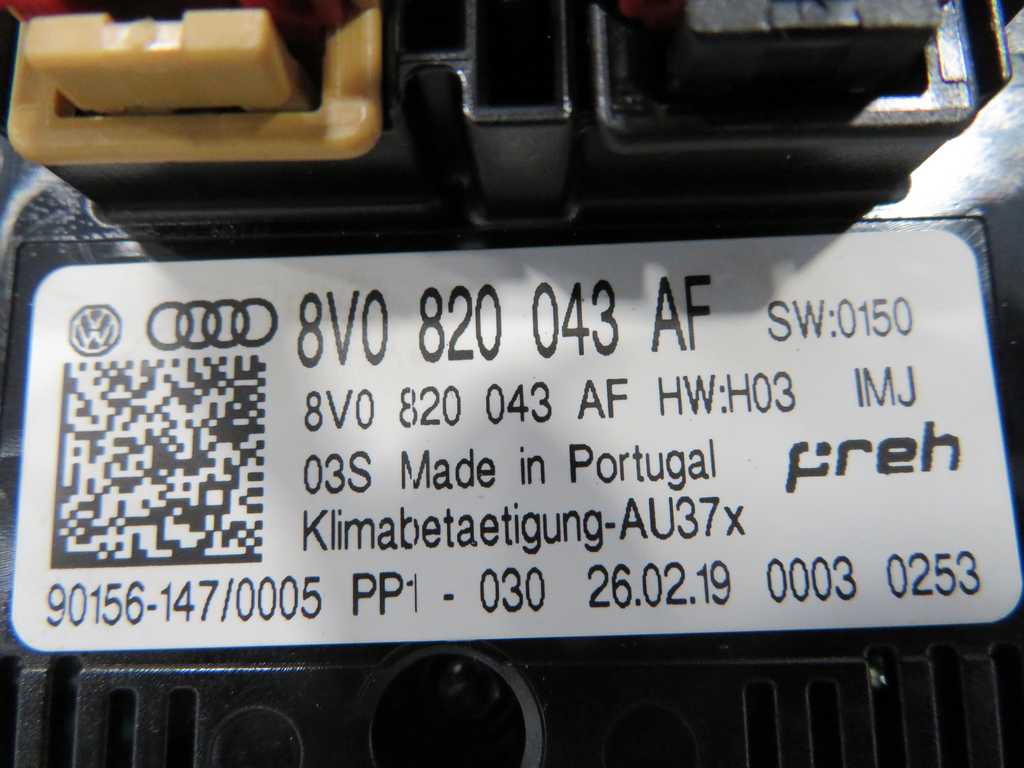 8V0 820 043 AF SW:0150
8V0 820 043 AF HW:H03 IMJ
03S Made in Portugal preh
Klimabetaetigung-AU37x
90156-147/0005 PP1 - 030 26.02.19 0003 0253